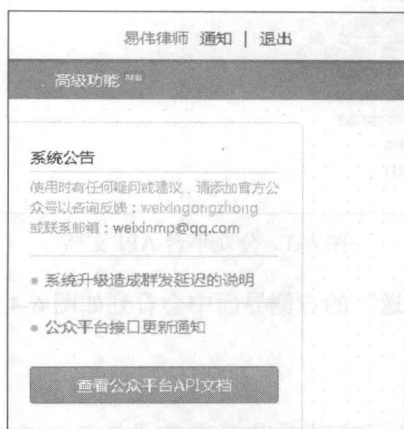 易伟律师 通知 | 退出
高级功能 new
系统公告
使用时有任何疑问或建议，请添加官方公
众号以咨询反馈：weixingongzhong
或联系邮箱：weixinmp@qq.com
● 系统升级造成群发延迟的说明
● 公众平台接口更新通知
查看公众平台API文档